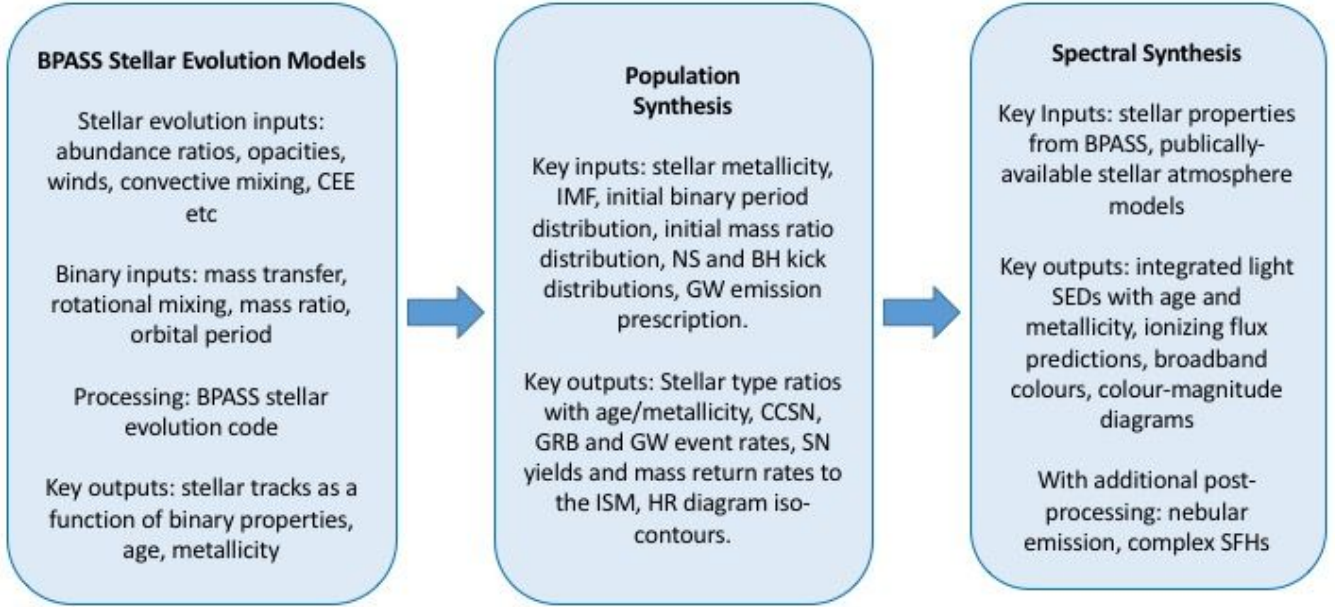 BPASS Stellar Evolution Models
Stellar evolution inputs:
abundance ratios, opacities,
winds, convective mixing, CEE
etc
Binary inputs: mass transfer,
rotational mixing, mass ratio,
orbital period
Processing: BPASS stellar
evolution code
Key outputs: stellar tracks as a
function of binary properties,
age, metallicity
Population
Synthesis
Key inputs: stellar metallicity,
IMF, initial binary period
distribution, initial mass ratio
distribution, NS and BH kick
distributions, GW emission
prescription.
Key outputs: Stellar type ratios
with age/metallicity, CCSN,
GRB and GW event rates, SN
yields and mass return rates to
the ISM, HR diagram iso-
contours.
Spectral Synthesis
Key Inputs: stellar properties
from BPASS, publically-
available stellar atmosphere
models
Key outputs: integrated light
SEDs with age and
metallicity, ionizing flux
predictions, broadband
colours, colour-magnitude
diagrams
With additional post-
processing: nebular
emission, complex SFHs